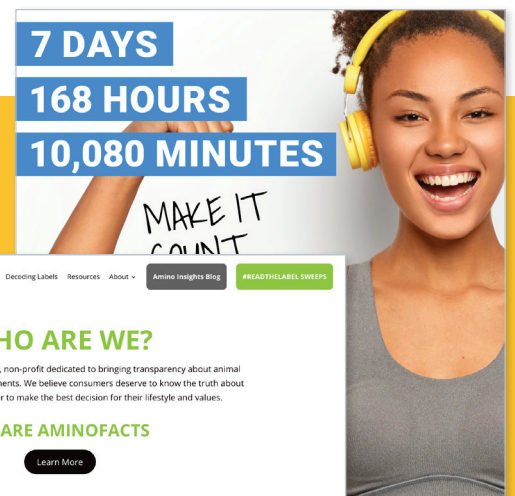 7 DAYS
168 HOURS
10,080 MINUTES
MAKE IT
COUNT
Decoding Labels Resources About Amino Insights Blog #READTHELABEL SWEEPS
HO ARE WE?
, non-profit dedicated to bringing transparency about animal
ments. We believe consumers deserve to know the truth about
er to make the best decision for their lifestyle and values.
ARE AMINOFACTS
Learn More